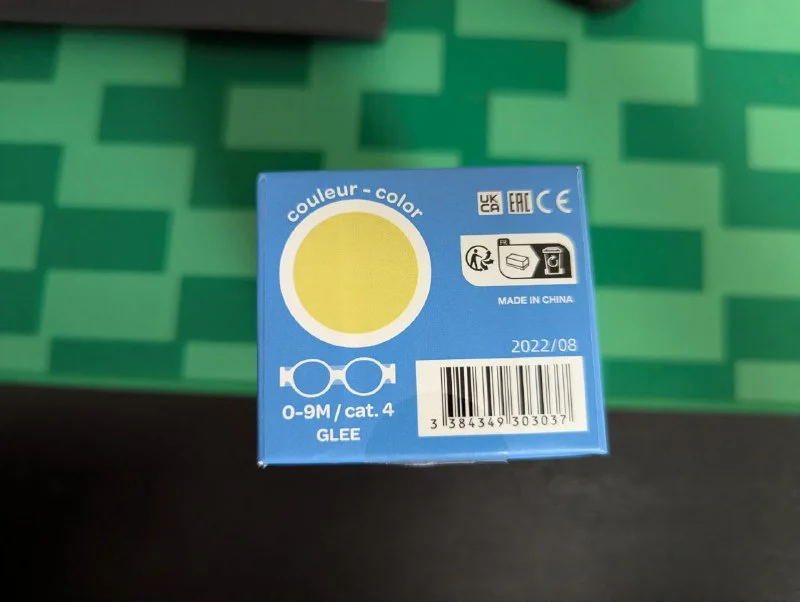 couleur - color
UK
CA
EAC
CE
FR
MADE IN CHINA
2022/08
0-9M / cat. 4
GLEE
3 384349 303037